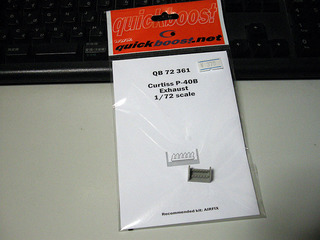 quickboost
quickboost.net
QB 72 361
Curtiss P-40B
Exhaust
1/72 scale
Recommended kit: AIRFIX